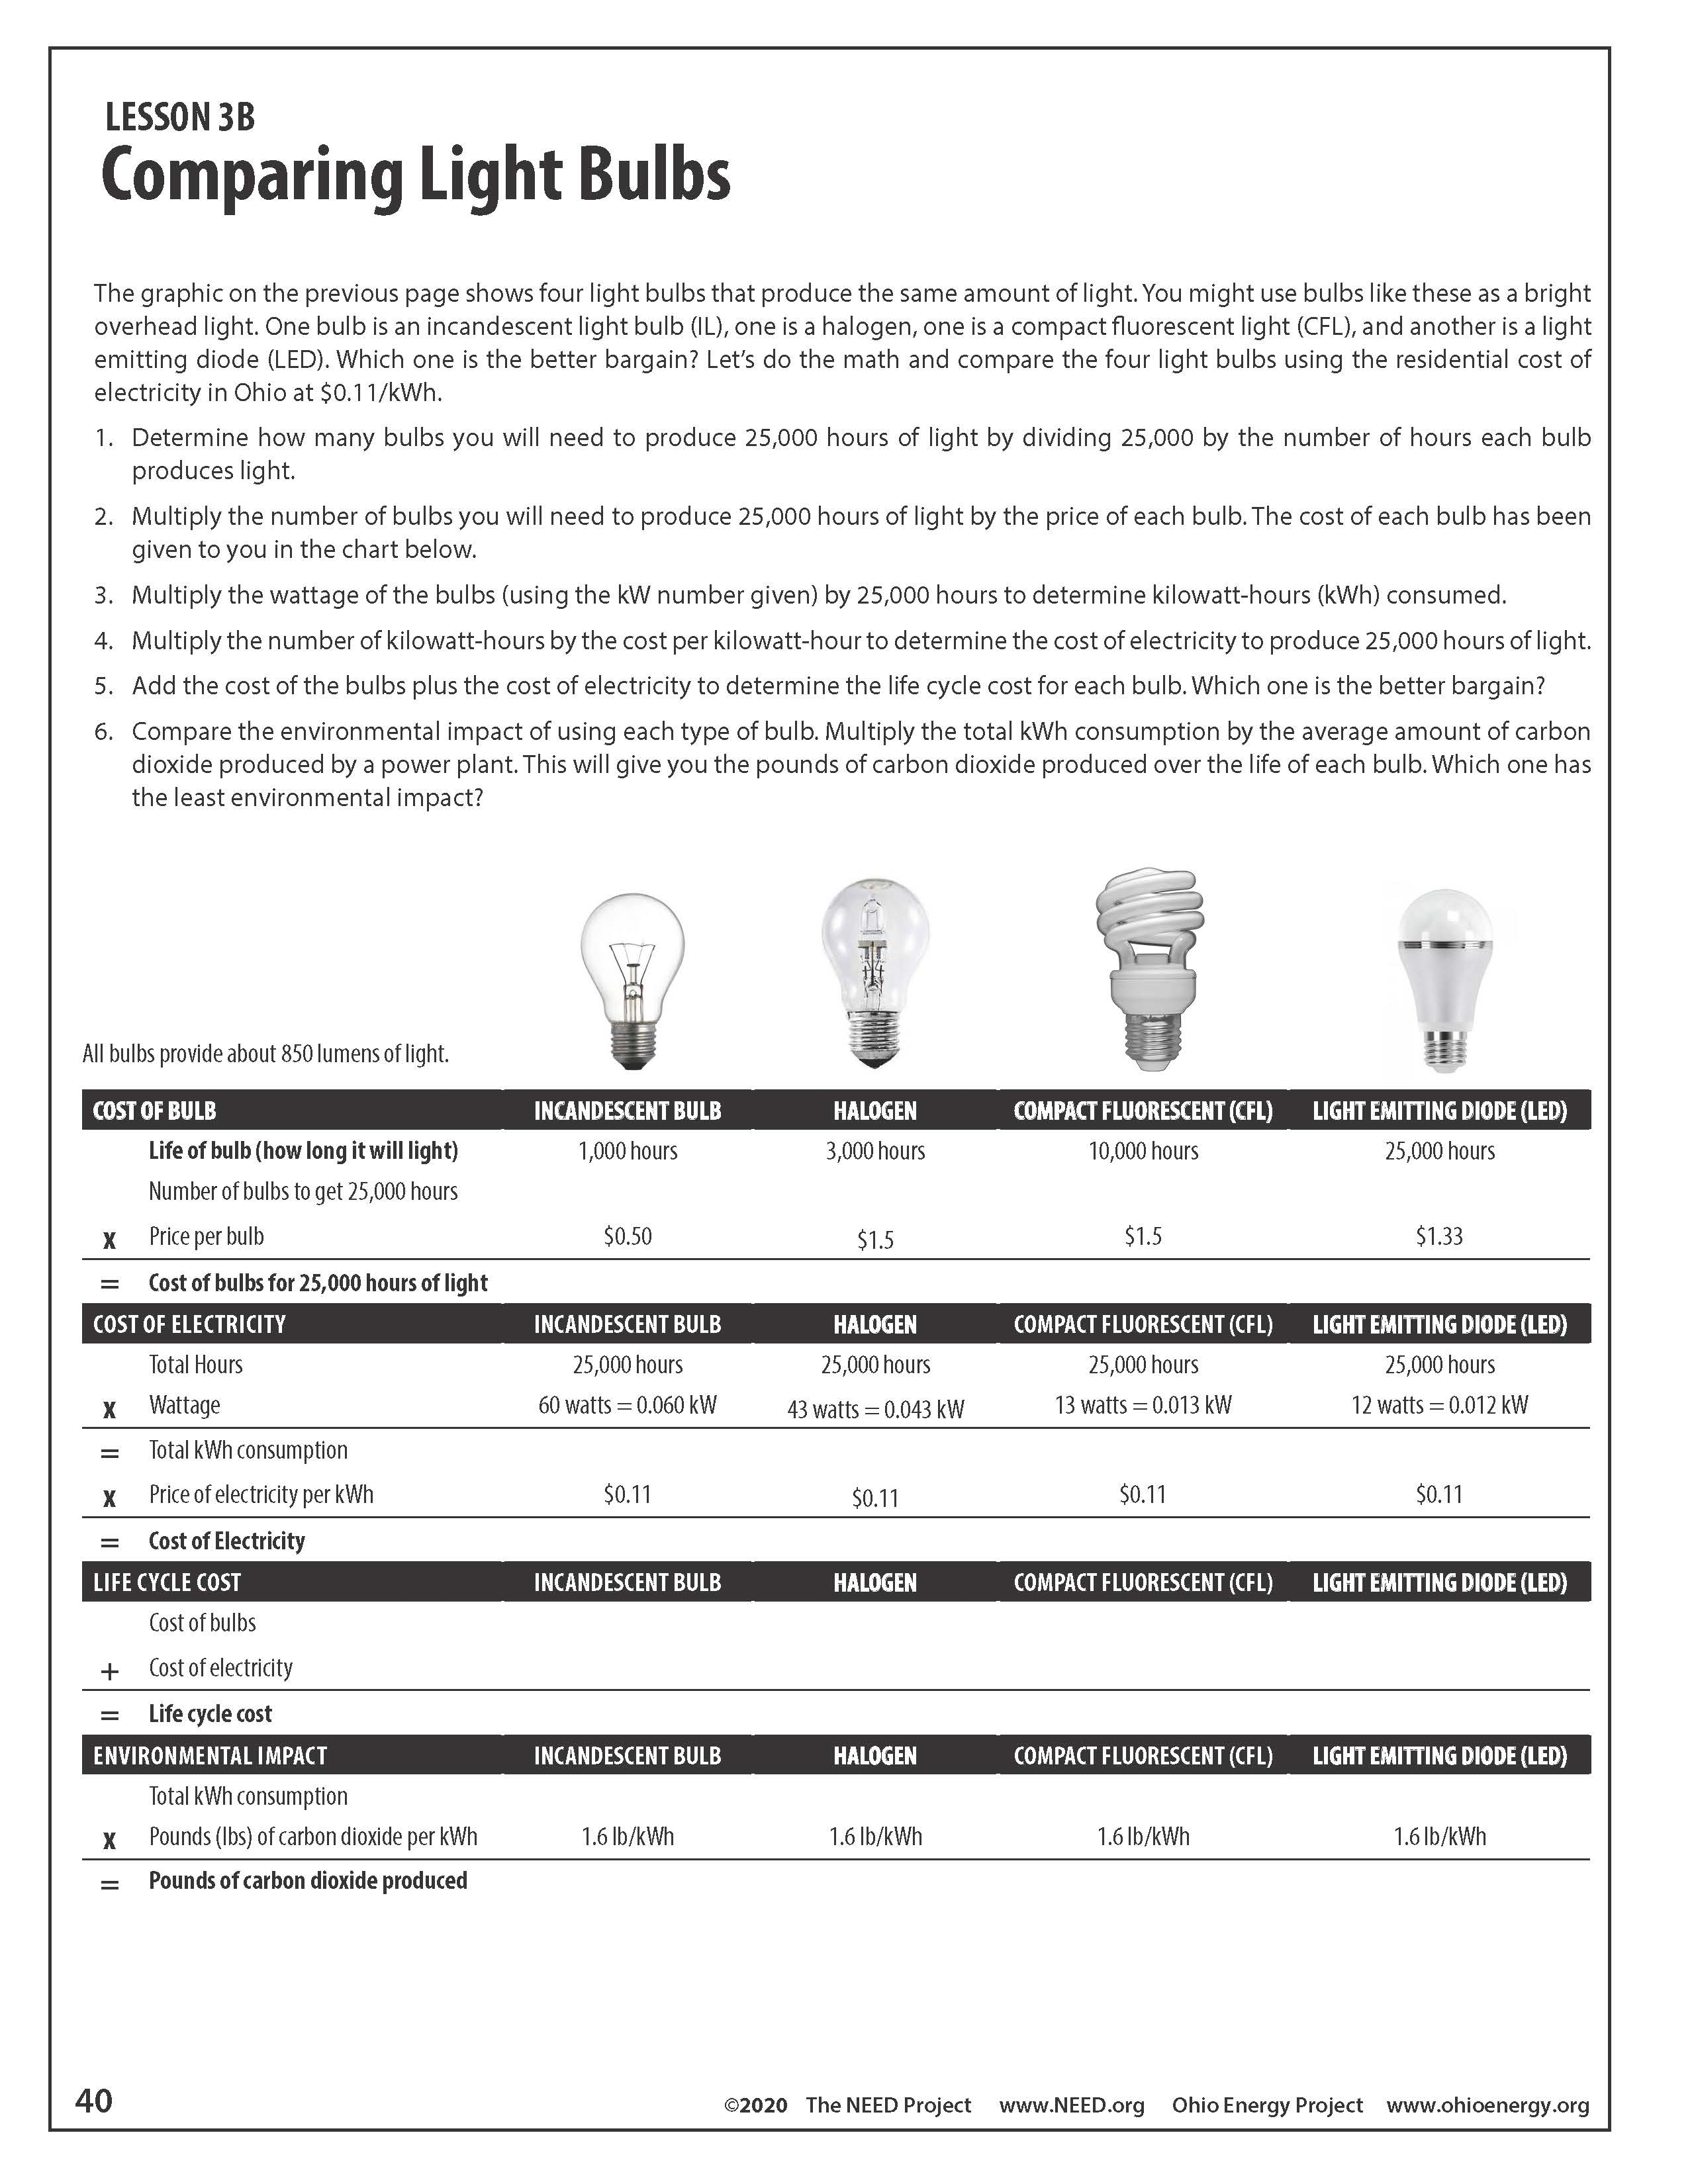 LESSON 3B
Comparing Light Bulbs
The graphic on the previous page shows four light bulbs that produce the same amount of light. You might use bulbs like these as a bright
overhead light. One bulb is an incandescent light bulb (IL), one is a halogen, one is a compact fluorescent light (CFL), and another is a light
emitting diode (LED). Which one is the better bargain? Let’s do the math and compare the four light bulbs using the residential cost of
electricity in Ohio at $0.11/kWh.
1. Determine how many bulbs you will need to produce 25,000 hours of light by dividing 25,000 by the number of hours each bulb
produces light.
2. Multiply the number of bulbs you will need to produce 25,000 hours of light by the price of each bulb. The cost of each bulb has been
given to you in the chart below.
3. Multiply the wattage of the bulbs (using the kW number given) by 25,000 hours to determine kilowatt-hours (kWh) consumed.
4. Multiply the number of kilowatt-hours by the cost per kilowatt-hour to determine the cost of electricity to produce 25,000 hours of light.
5. Add the cost of the bulbs plus the cost of electricity to determine the life cycle cost for each bulb. Which one is the better bargain?
6. Compare the environmental impact of using each type of bulb. Multiply the total kWh consumption by the average amount of carbon
dioxide produced by a power plant. This will give you the pounds of carbon dioxide produced over the life of each bulb. Which one has
the least environmental impact?
All bulbs provide about 850 lumens of light.
COST OF BULB INCANDESCENT BULB HALOGEN COMPACT FLUORESCENT (CFL) LIGHT EMITTING DIODE (LED)
Life of bulb (how long it will light) 1,000 hours 3,000 hours 10,000 hours 25,000 hours
Number of bulbs to get 25,000 hours
x Price per bulb $0.50 $1.5 $1.5 $1.33
= Cost of bulbs for 25,000 hours of light
COST OF ELECTRICITY INCANDESCENT BULB HALOGEN COMPACT FLUORESCENT (CFL) LIGHT EMITTING DIODE (LED)
Total Hours 25,000 hours 25,000 hours 25,000 hours 25,000 hours
x Wattage 60 watts = 0.060 kW 43 watts = 0.043 kW 13 watts = 0.013 kW 12 watts = 0.012 kW
= Total kWh consumption
x Price of electricity per kWh $0.11 $0.11 $0.11 $0.11
= Cost of Electricity
LIFE CYCLE COST INCANDESCENT BULB HALOGEN COMPACT FLUORESCENT (CFL) LIGHT EMITTING DIODE (LED)
Cost of bulbs
+ Cost of electricity
= Life cycle cost
ENVIRONMENTAL IMPACT INCANDESCENT BULB HALOGEN COMPACT FLUORESCENT (CFL) LIGHT EMITTING DIODE (LED)
Total kWh consumption
x Pounds (lbs) of carbon dioxide per kWh 1.6 lb/kWh 1.6 lb/kWh 1.6 lb/kWh 1.6 lb/kWh
= Pounds of carbon dioxide produced
40 ©2020 The NEED Project www.NEED.org Ohio Energy Project www.ohioenergy.org